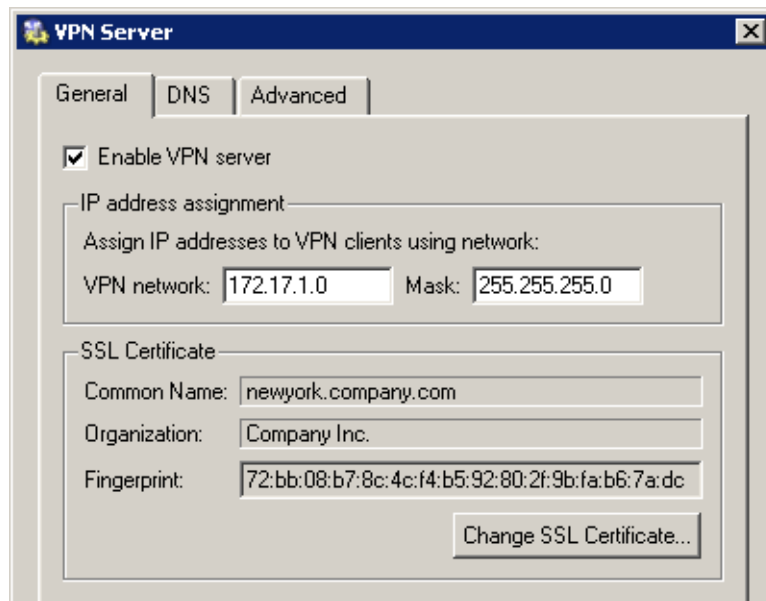 VPN Server
General DNS Advanced
Enable VPN server
IP address assignment
Assign IP addresses to VPN clients using network:
VPN network: 172.17.1.0 Mask: 255.255.255.0
SSL Certificate
Common Name: newyork.company.com
Organization: Company Inc.
Fingerprint: 72:bb:08:b7:8c:4c:f4:b5:92:80:2f:9b:fa:b6:7a:dc
Change SSL Certificate...